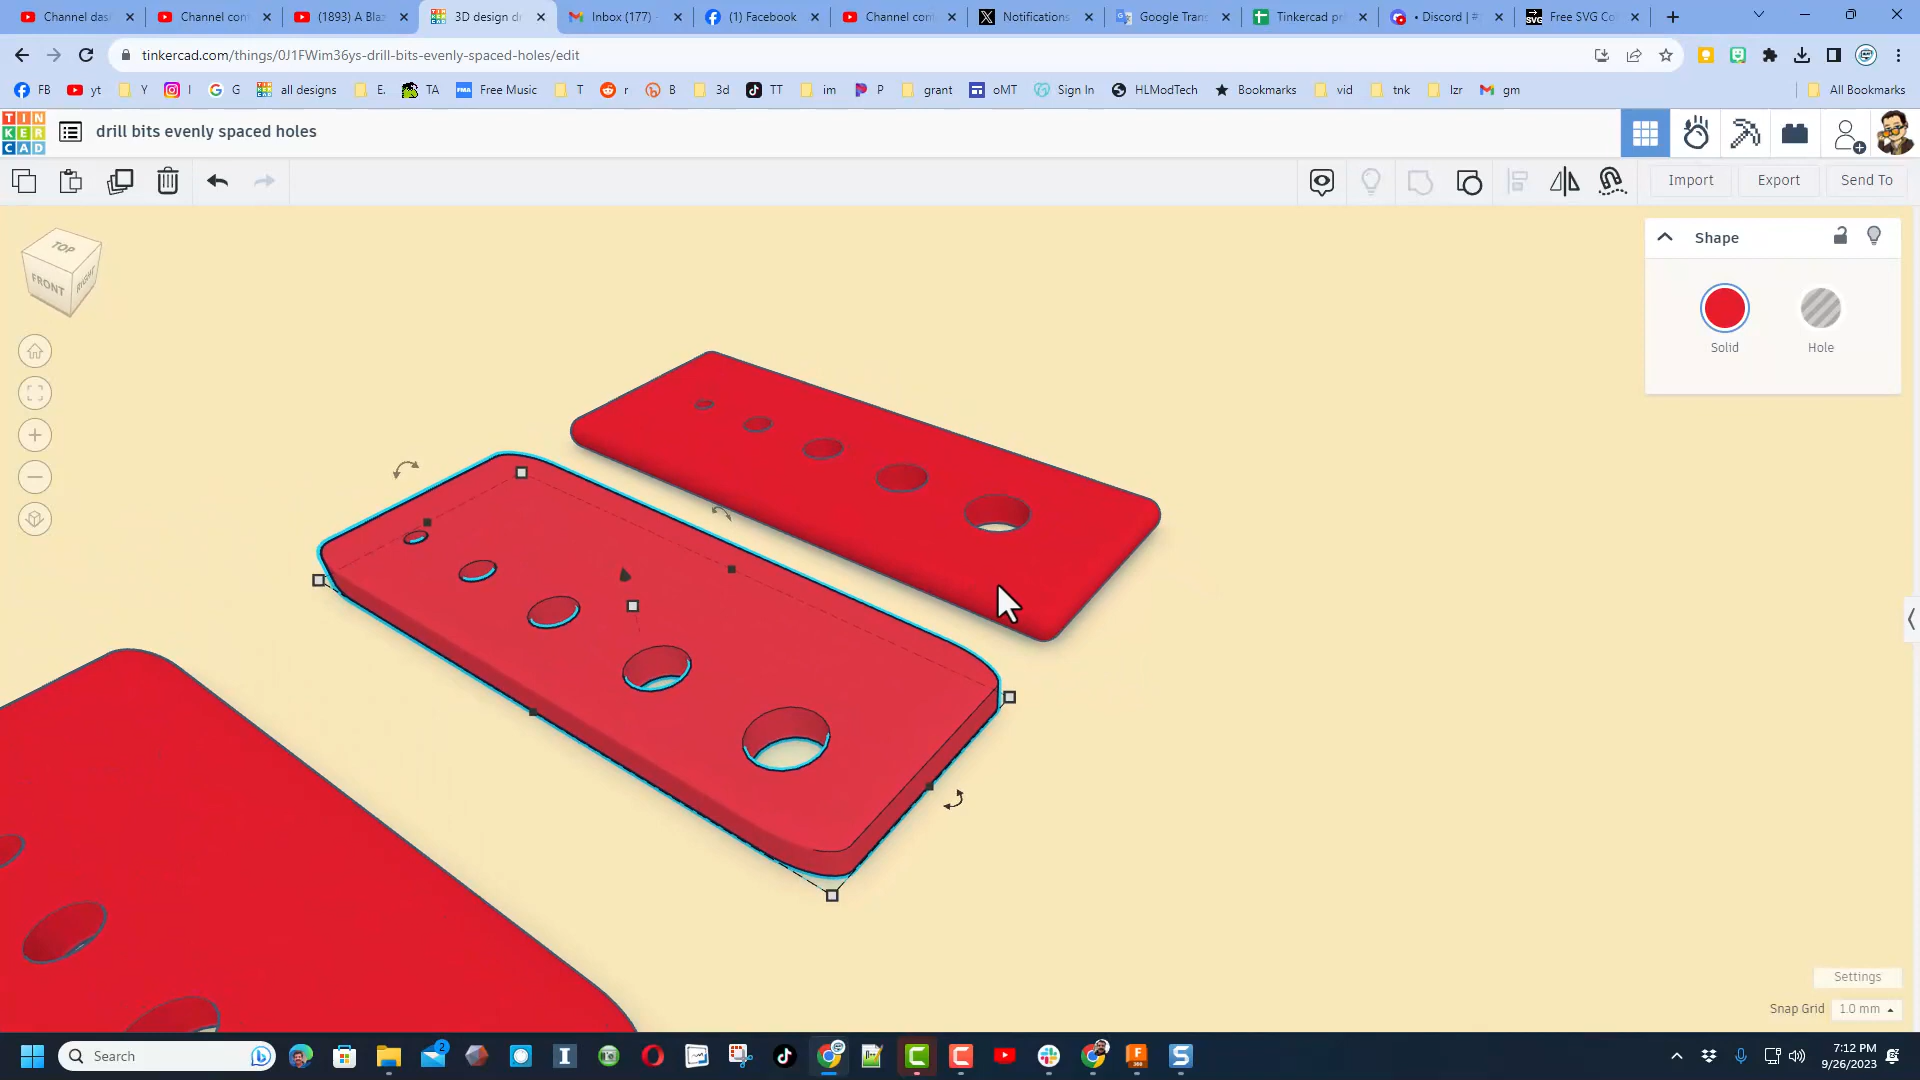 Channel das
Channel con
(1893) A Bla
3D design dr
Inbox (177)
(1) Facebook
Channel con
Notifications
Google Tran
Tinkercad pr
• Discord | #
Free SVG Co
tinkercad.com/things/0J1FWim36ys-drill-bits-evenly-spaced-holes/edit
FB
yt
Y
I
G
all designs
E.
TA
Free Music
T
r
B
3d
TT
im
P
grant
oMT
Sign In
HLModTech
Bookmarks
vid
tnk
lzr
gm
All Bookmarks
TIN
KER
CAD
drill bits evenly spaced holes
Import
Export
Send To
TOP
FRONT
RIGHT
Shape
Solid
Hole
Settings
Snap Grid
1.0 mm
Search
2
7:12 PM
9/26/2023